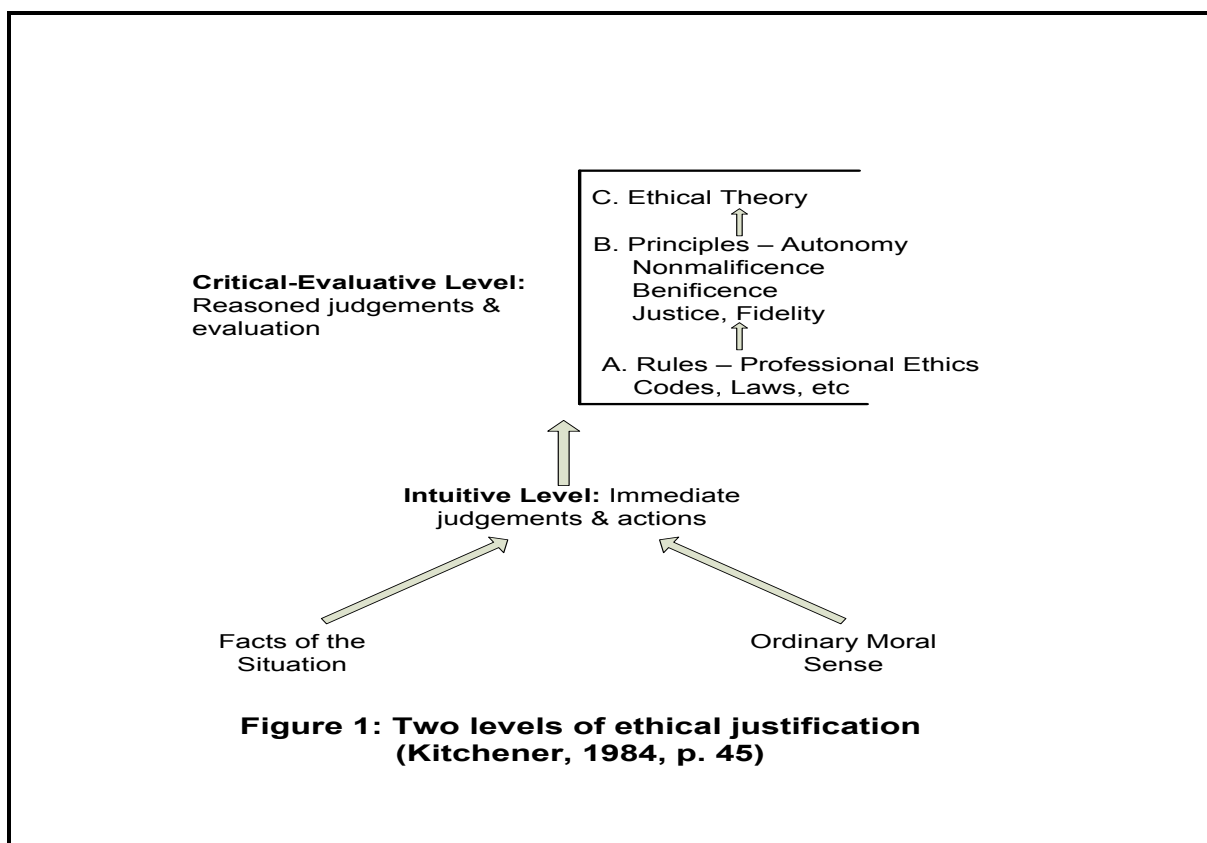 C. Ethical Theory
B. Principles – Autonomy
Nonmalificence
Benificence
Justice, Fidelity
A. Rules – Professional Ethics
Codes, Laws, etc
Critical-Evaluative Level:
Reasoned judgements &
evaluation
Intuitive Level: Immediate
judgements & actions
Facts of the
Situation
Ordinary Moral
Sense
Figure 1: Two levels of ethical justification
(Kitchener, 1984, p. 45)